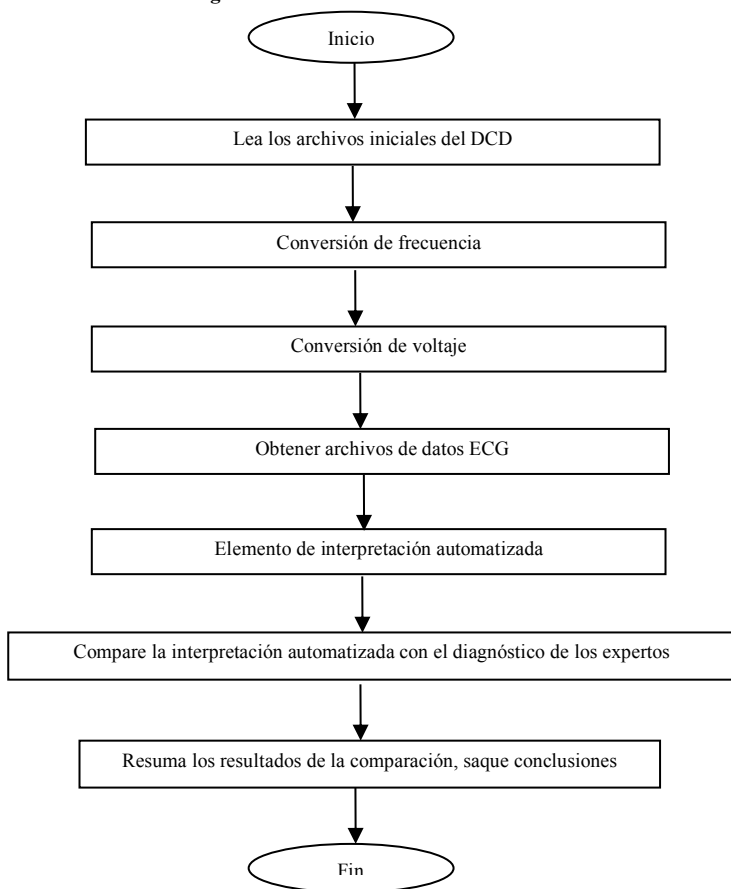 Inicio
Lea los archivos iniciales del DCD
Conversión de frecuencia
Conversión de voltaje
Obtener archivos de datos ECG
Elemento de interpretación automatizada
Compare la interpretación automatizada con el diagnóstico de los expertos
Resuma los resultados de la comparación, saque conclusiones
Fin